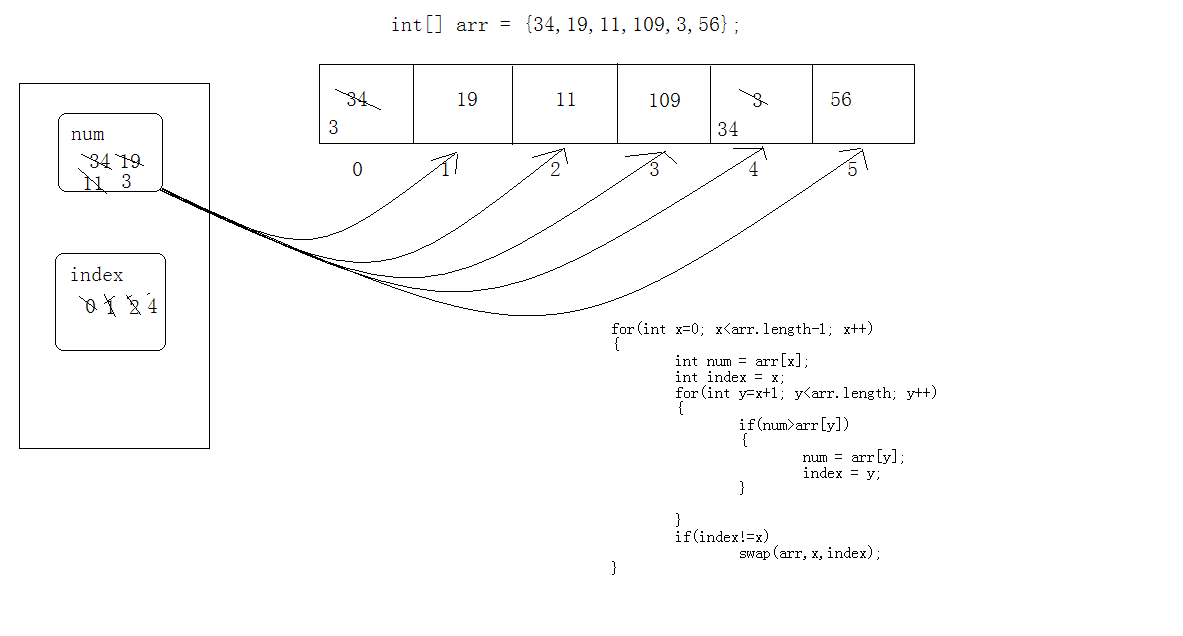 int[] arr = {34,19,11,109,3,56};
34 19 11 109 3 56
3 34
0 1 2 3 4 5
num
34 19
11 3
index
0 1 2 4
for(int x=0; x<arr.length-1; x++)
{
int num = arr[x];
int index = x;
for(int y=x+1; y<arr.length; y++)
{
if(num>arr[y])
{
num = arr[y];
index = y;
}
}
if(index!=x)
swap(arr,x,index);
}